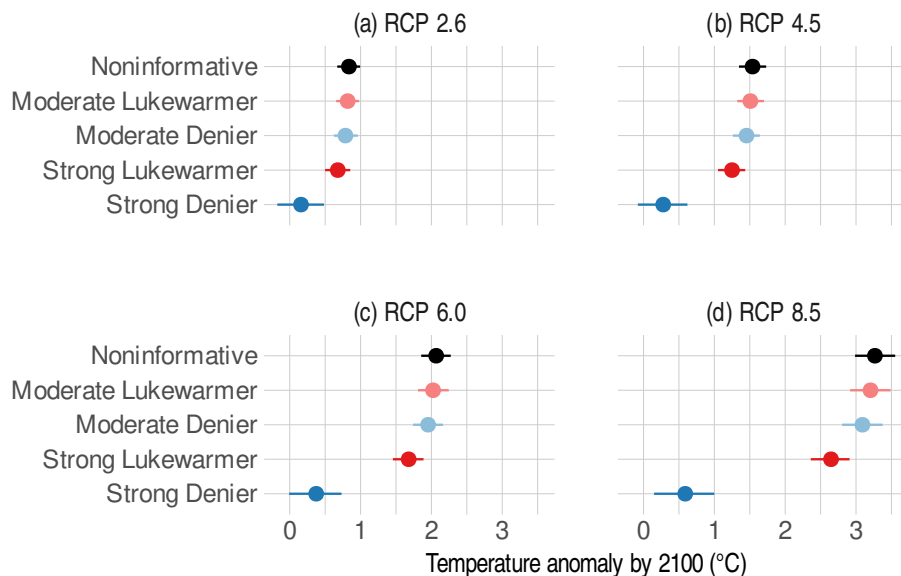 (a) RCP 2.6
(b) RCP 4.5
Noninformative
Moderate Lukewarmer
Moderate Denier
Strong Lukewarmer
Strong Denier
(c) RCP 6.0
(d) RCP 8.5
Noninformative
Moderate Lukewarmer
Moderate Denier
Strong Lukewarmer
Strong Denier
0 1 2 3
0 1 2 3
Temperature anomaly by 2100 (°C)